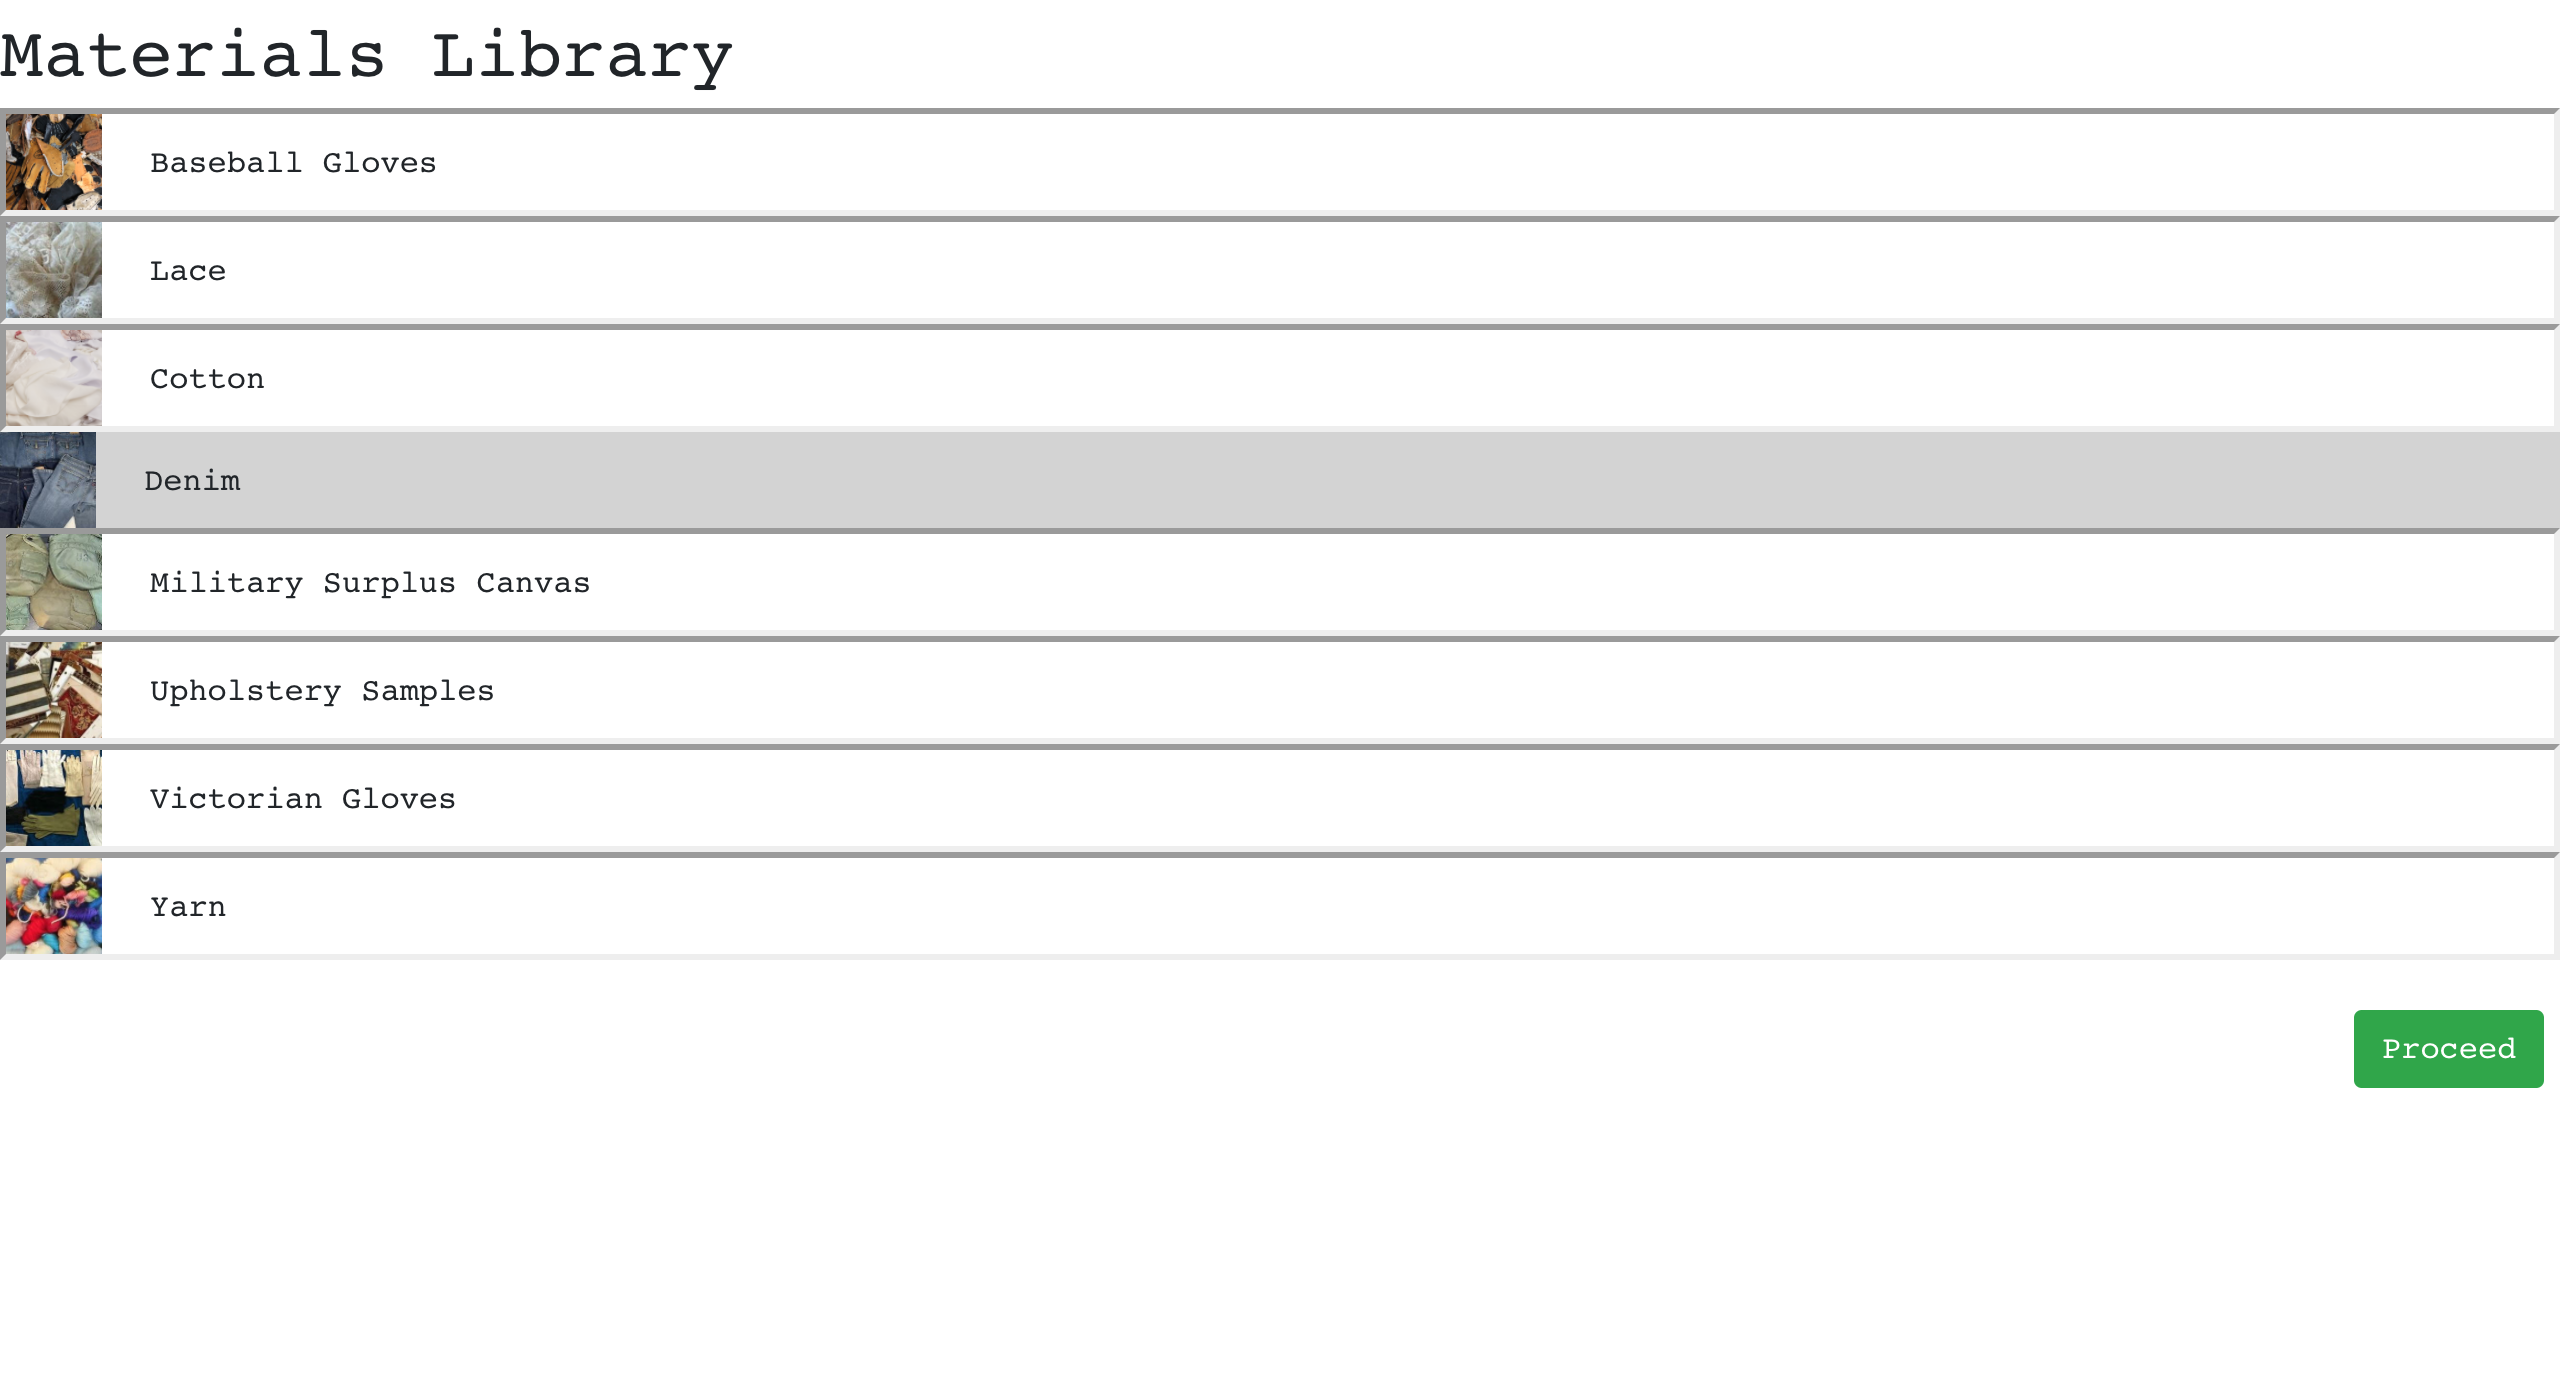 Materials Library
Baseball Gloves
Lace
Cotton
Denim
Military Surplus Canvas
Upholstery Samples
Victorian Gloves
Yarn
Proceed